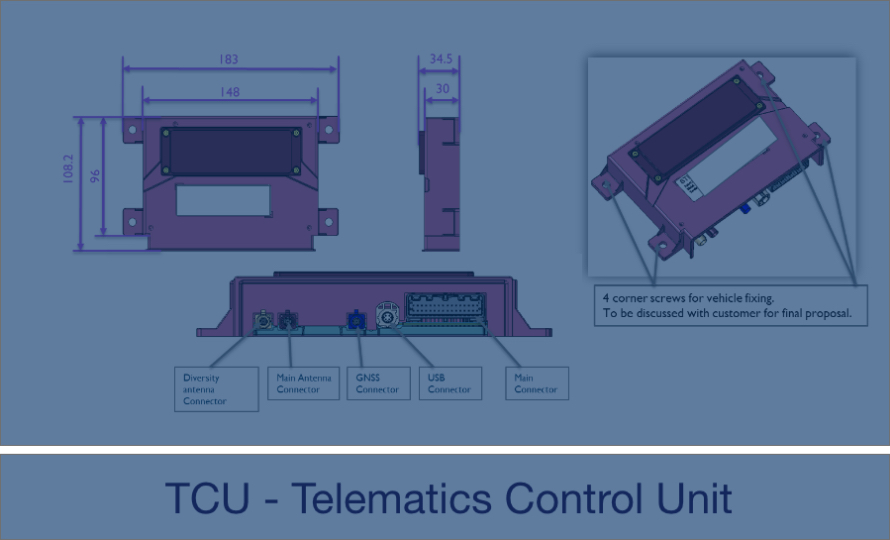 183
148
34.5
30
108.2
96
4 corner screws for vehicle fixing.
To be discussed with customer for final proposal.
Diversity
antenna
Connector
Main Antenna
Connector
GNSS
Connector
USB
Connector
Main
Connector
TCU - Telematics Control Unit